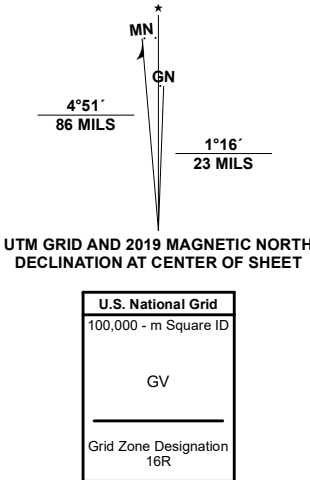 MN
GN
4°51´
86 MILS
1°16´
23 MILS
UTM GRID AND 2019 MAGNETIC NORTH
DECLINATION AT CENTER OF SHEET
U.S. National Grid
100,000 - m Square ID
GV
Grid Zone Designation
16R